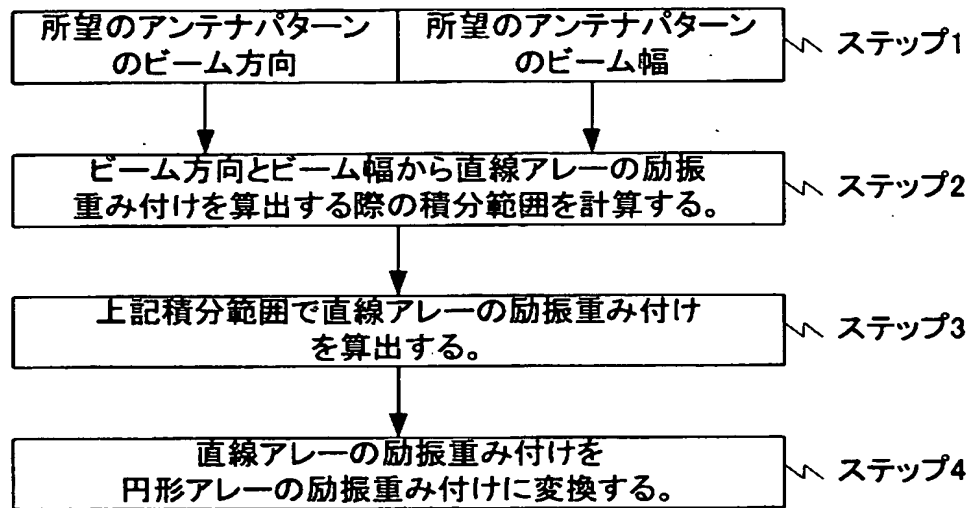 所望のアンテナパターン
のビーム方向
所望のアンテナパターン
のビーム幅
ステップ1
ビーム方向とビーム幅から直線アレーの励振
重み付けを算出する際の積分範囲を計算する。
ステップ2
上記積分範囲で直線アレーの励振重み付け
を算出する。
ステップ3
直線アレーの励振重み付けを
円形アレーの励振重み付けに変換する。
ステップ4